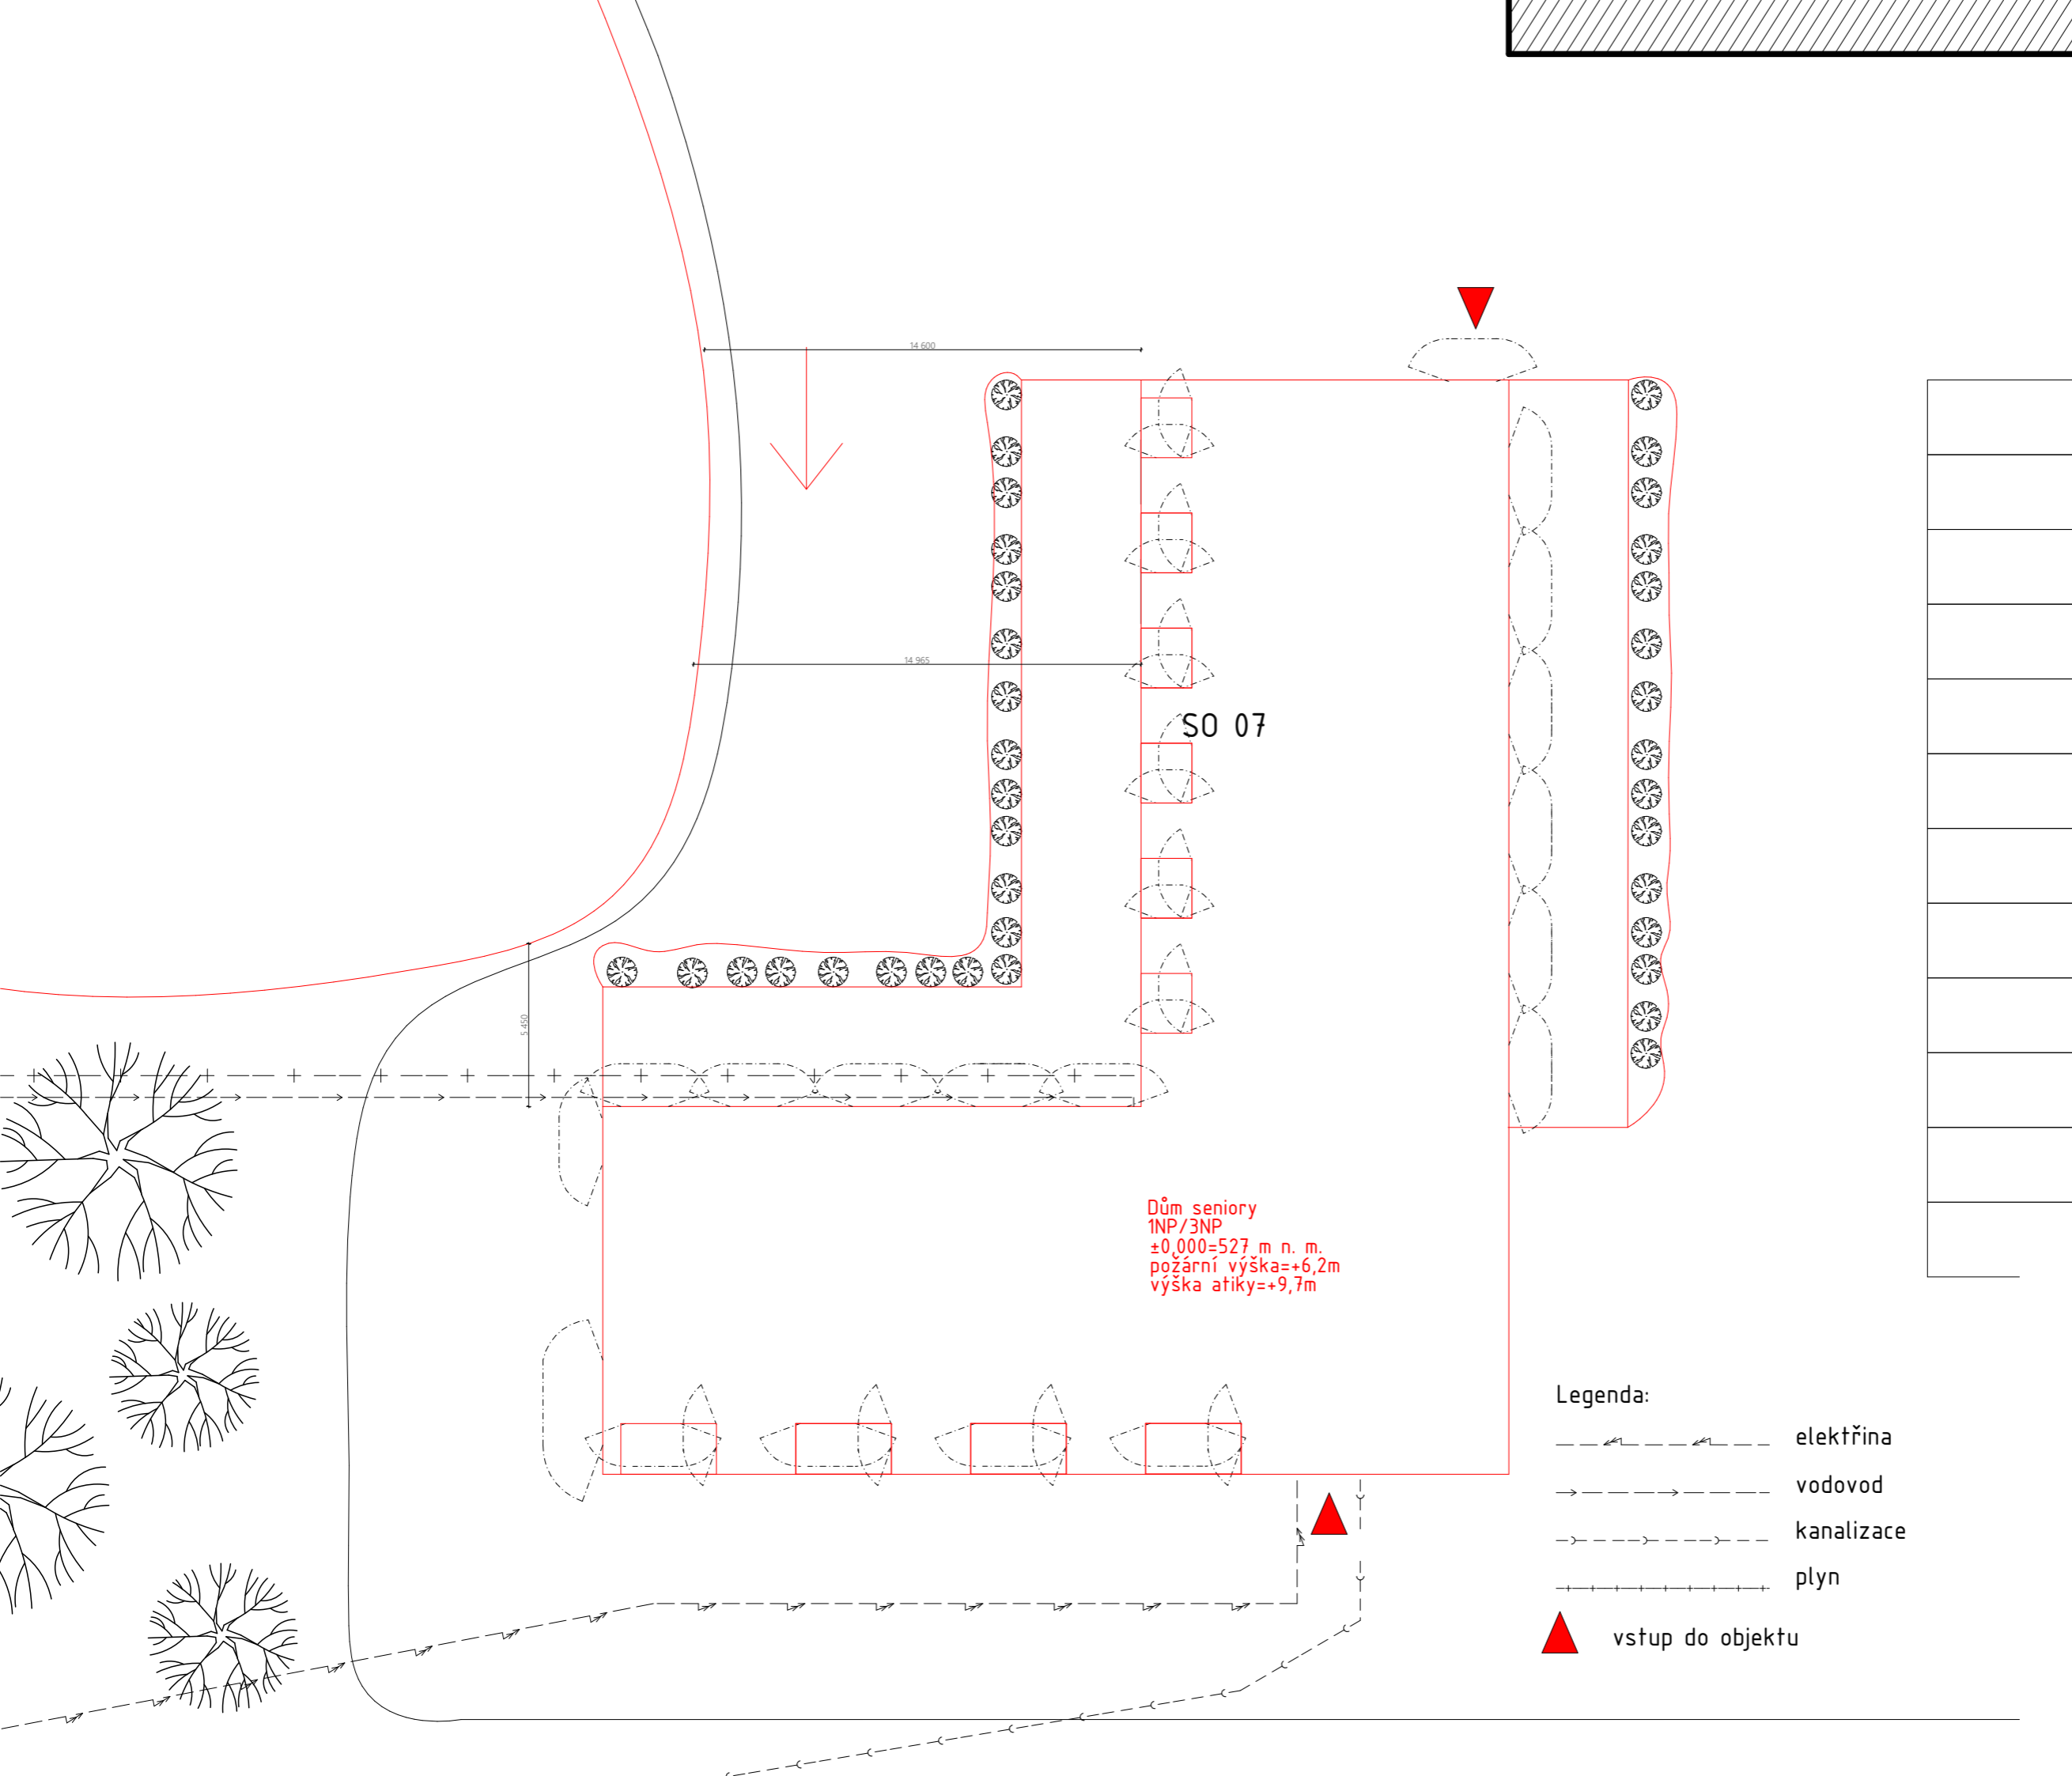 14 600
14 965
SO 07
5 450
Dům seniory
1NP/3NP
±0,000=527 m n. m.
požární výška=+6,2m
výška atiky=+9,7m
Legenda:
elektřina
vodovod
kanalizace
plyn
vstup do objektu